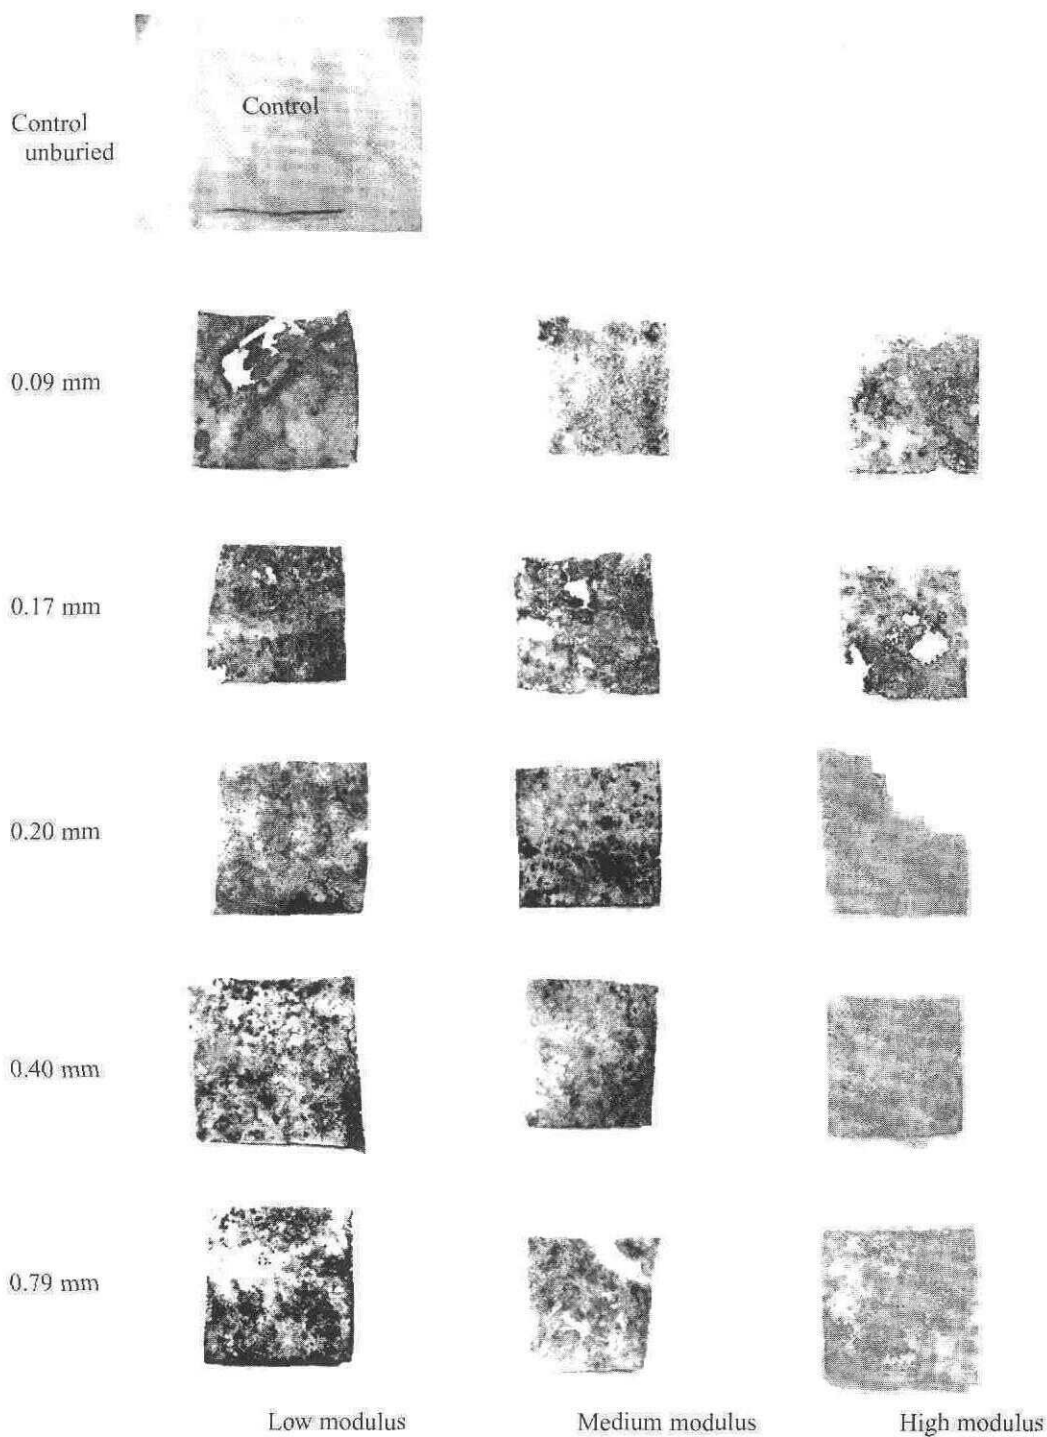 Control
Control
unburied
0.09 mm
0.17 mm
0.20 mm
0.40 mm
0.79 mm
Low modulus
Medium modulus
High modulus